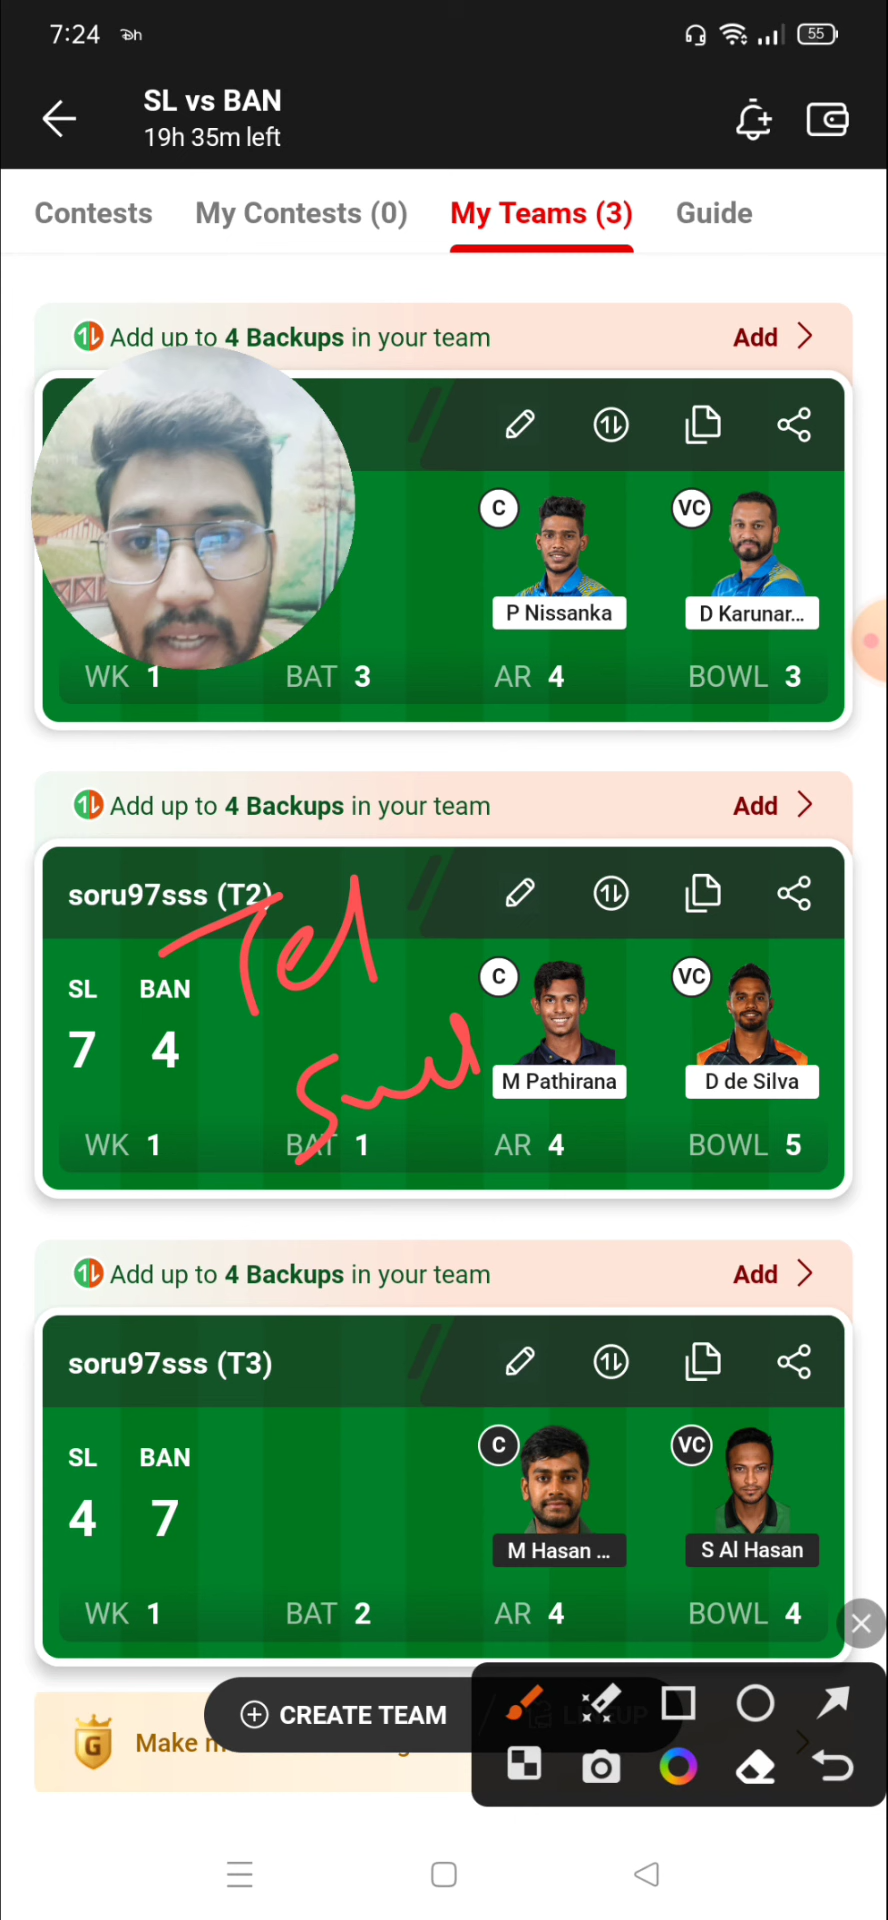 7:24
55
SL vs BAN
19h 35m left
Contests My Contests (0) My Teams (3) Guide
Add up to 4 Backups in your team Add
C VC
P Nissanka D Karunar...
WK 1 BAT 3 AR 4 BOWL 3
Add up to 4 Backups in your team Add
soru97sss (T2)
Tel
SL BAN C VC
7 4
M Pathirana D de Silva
WK 1 BAT 1 AR 4 BOWL 5
Add up to 4 Backups in your team Add
soru97sss (T3)
SL BAN C VC
4 7
M Hasan ... S Al Hasan
WK 1 BAT 2 AR 4 BOWL 4
CREATE TEAM
G Make